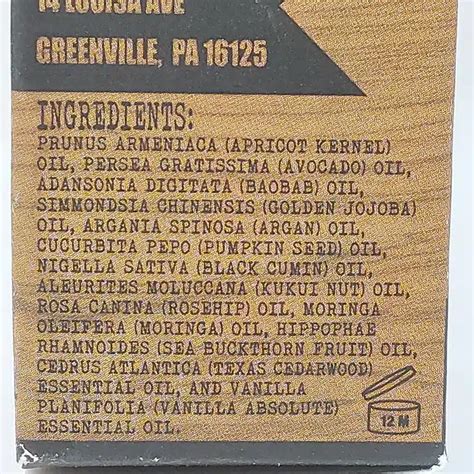 14 LOUISA AVE
GREENVILLE, PA 16125
INGREDIENTS:
PRUNUS ARMENIACA (APRICOT KERNEL)
OIL, PERSEA GRATISSIMA (AVOCADO) OIL,
ADANSONIA DIGITATA (BAOBAB) OIL,
SIMMONDSIA CHINENSIS (GOLDEN JOJOBA)
OIL, ARGANIA SPINOSA (ARGAN) OIL,
CUCURBITA PEPO (PUMPKIN SEED) OIL,
NIGELLA SATIVA (BLACK CUMIN) OIL,
ALEURITES MOLUCCANA (KUKUI NUT) OIL,
ROSA CANINA (ROSEHIP) OIL, MORINGA
OLEIFERA (MORINGA) OIL, HIPPOPHAE
RHAMNOIDES (SEA BUCKTHORN FRUIT) OIL,
CEDRUS ATLANTICA (TEXAS CEDARWOOD)
ESSENTIAL OIL, AND VANILLA
PLANIFOLIA (VANILLA ABSOLUTE)
ESSENTIAL OIL.
12 M